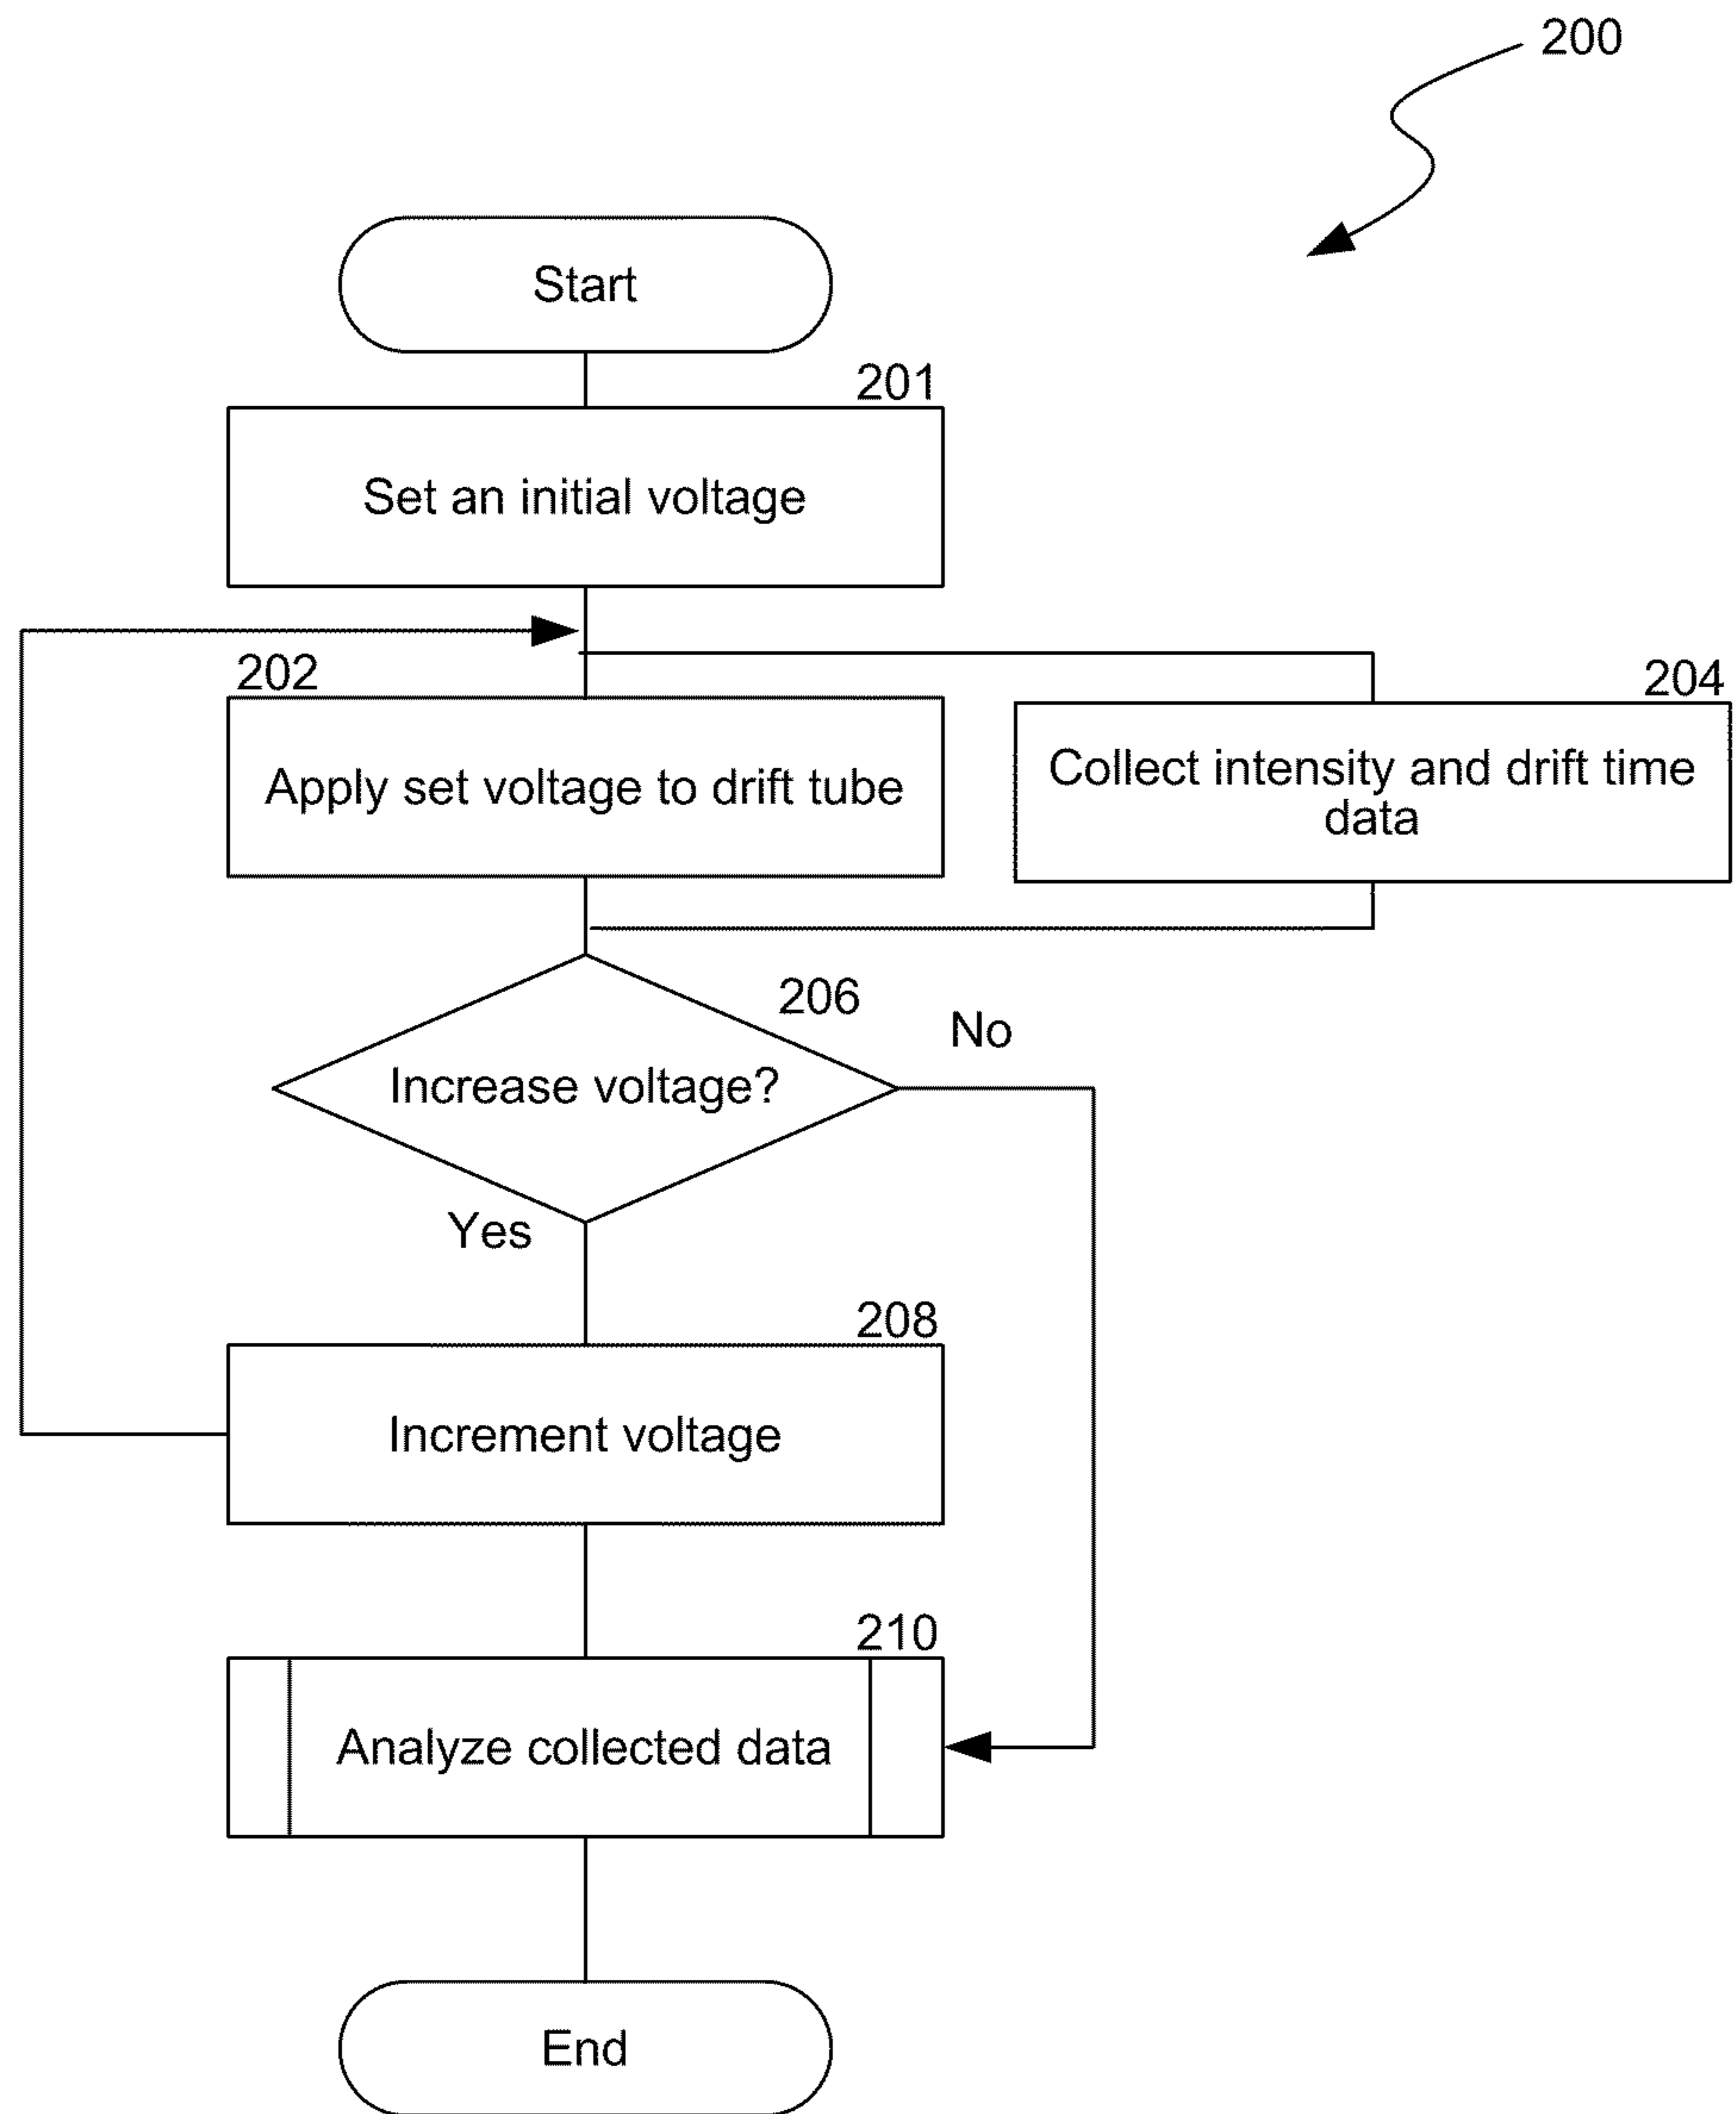 200
Start
201
Set an initial voltage
202
Apply set voltage to drift tube
204
Collect intensity and drift time
data
206
Increase voltage?
No
Yes
208
Increment voltage
210
Analyze collected data
End